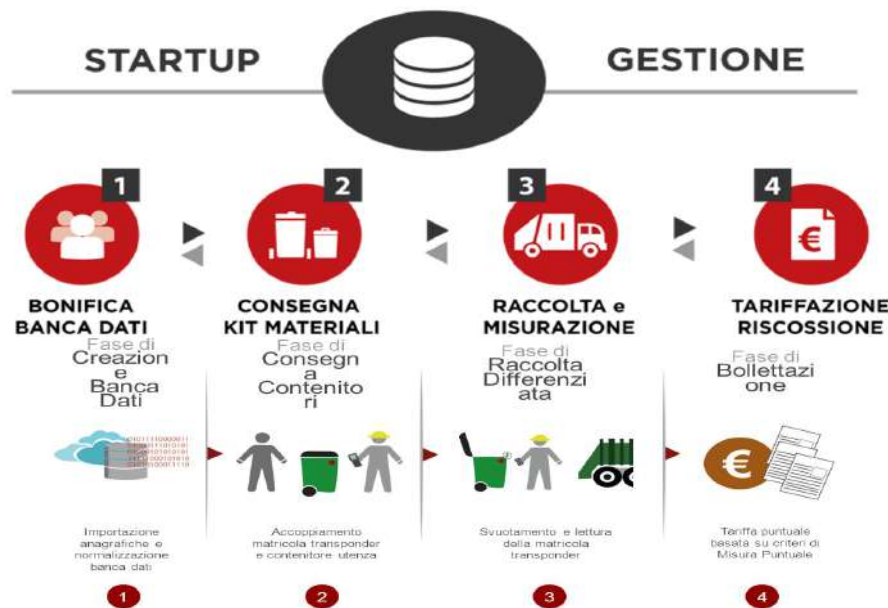 STARTUP
GESTIONE
1
2
3
4
BONIFICA
BANCA DATI
CONSEGNA
KIT MATERIALI
RACCOLTA e
MISURAZIONE
TARIFFAZIONE
RISCOSSIONE
Fase di
Creazion
e Banca
Dati
Fase di
Consegn
a
Contenito
ri
Fase di
Raccolta
Differenzi
ata
Fase di
Bollettazi
one
€
€
Importazione
anagrafiche e
normalizzazione
banca dati
Accoppiamento
matricola transponder
e contenitore utenza
Svuotamento e lettura
della matricola
transponder
Tariffa puntuale
basata su criteri di
Misura Puntuale
1
2
3
4